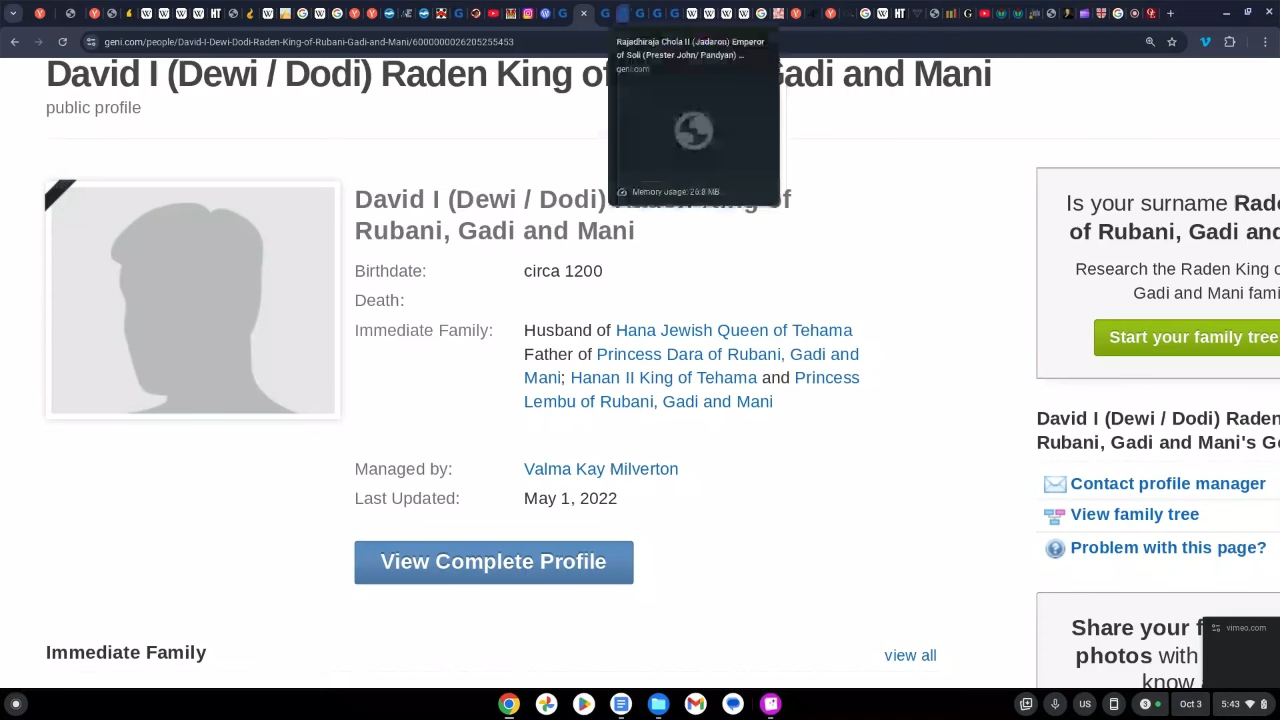 geni.com/people/David-I-Dewi-Dodi-Raden-King-of-Rubani-Gadi-and-Mani/6000000026205255453
Rajadhiraja Chola II (Jadaron) Emperor
of Soli (Prester John/ Pandyan) ...
geni.com
Memory usage: 26.8 MB
David I (Dewi / Dodi) Raden King of Gadi and Mani
public profile
David I (Dewi / Dodi) Raden King of
Rubani, Gadi and Mani
Birthdate: circa 1200
Death:
Immediate Family: Husband of Hana Jewish Queen of Tehama
Father of Princess Dara of Rubani, Gadi and
Mani; Hanan II King of Tehama and Princess
Lembu of Rubani, Gadi and Mani
Managed by: Valma Kay Milverton
Last Updated: May 1, 2022
View Complete Profile
Immediate Family view all
Is your surname Rade
of Rubani, Gadi and
Research the Raden King o
Gadi and Mani fami
Start your family tree
David I (Dewi / Dodi) Raden
Rubani, Gadi and Mani's Ge
Contact profile manager
View family tree
Problem with this page?
Share your f
photos with
know
vimeo.com
US
3
Oct 3
5:43